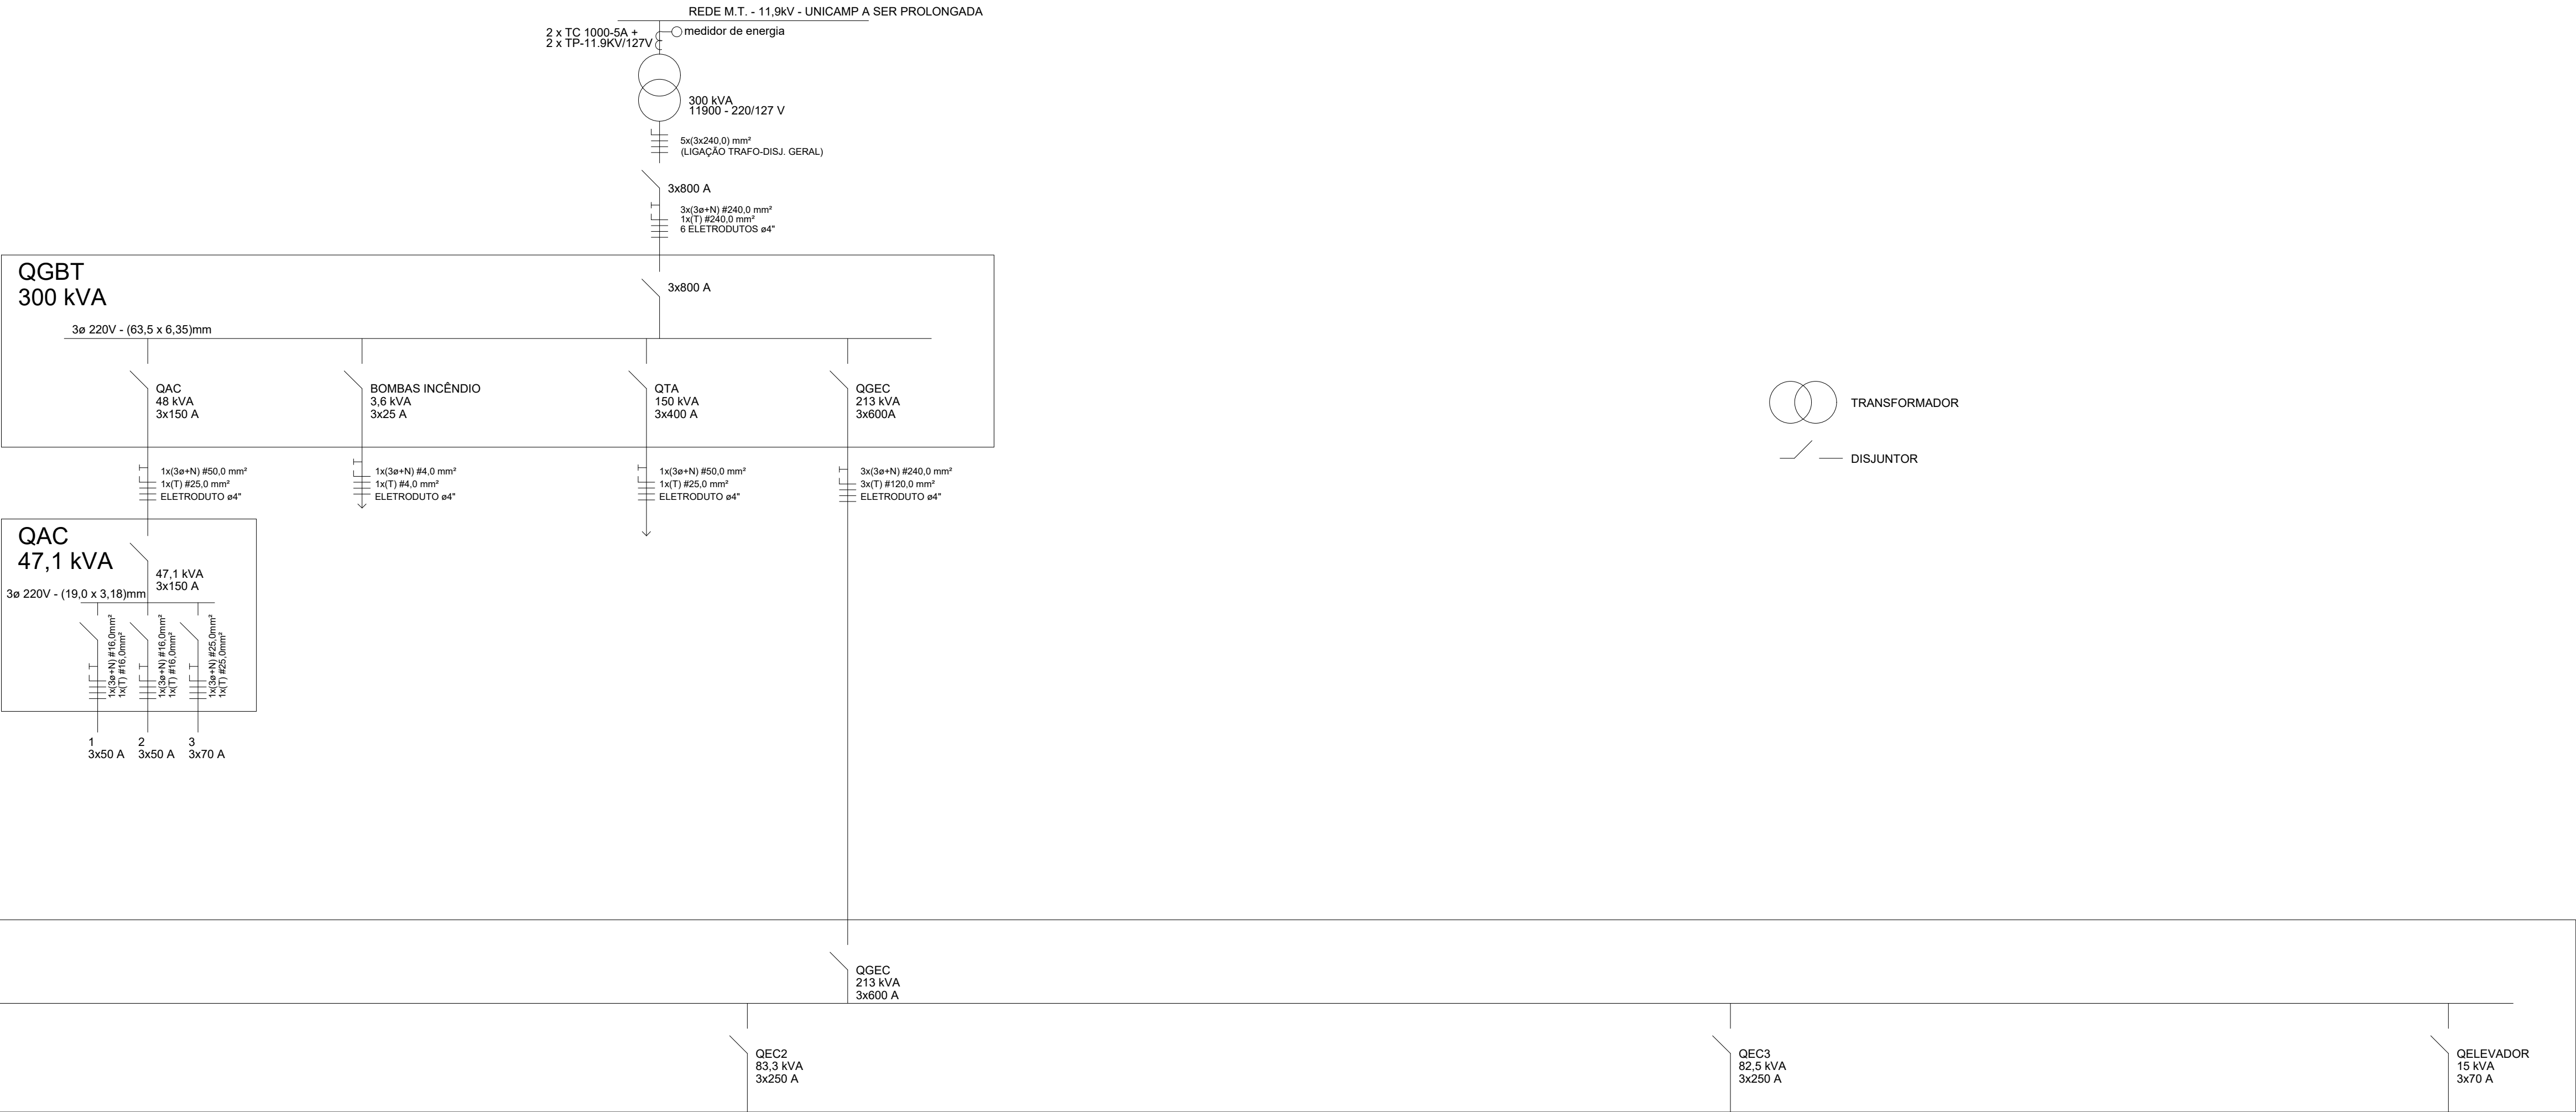 REDE M.T. - 11,9kV - UNICAMP A SER PROLONGADA
2 x TC 1000-5A +
2 x TP-11.9KV/127V
medidor de energia
300 kVA
11900 - 220/127 V
5x(3x240,0) mm²
(LIGAÇÃO TRAFO-DISJ. GERAL)
3x800 A
3x(3ø+N) #240,0 mm²
1x(T) #240,0 mm²
6 ELETRODUTOS ø4"
QGBT
300 kVA
3x800 A
3ø 220V - (63,5 x 6,35)mm
QAC
48 kVA
3x150 A
BOMBAS INCÊNDIO
3,6 kVA
3x25 A
QTA
150 kVA
3x400 A
QGEC
213 kVA
3x600A
TRANSFORMADOR
DISJUNTOR
1x(3ø+N) #50,0 mm²
1x(T) #25,0 mm²
ELETRODUTO ø4"
1x(3ø+N) #4,0 mm²
1x(T) #4,0 mm²
ELETRODUTO ø4"
1x(3ø+N) #50,0 mm²
1x(T) #25,0 mm²
ELETRODUTO ø4"
3x(3ø+N) #240,0 mm²
3x(T) #120,0 mm²
ELETRODUTO ø4"
QAC
47,1 kVA
47,1 kVA
3x150 A
3ø 220V - (19,0 x 3,18)mm
1x(3ø+N) #16,0mm²
1x(T) #16,0mm²
1x(3ø+N) #16,0mm²
1x(T) #16,0mm²
1x(3ø+N) #25,0mm²
1x(T) #25,0mm²
1
3x50 A
2
3x50 A
3
3x70 A
QGEC
213 kVA
3x600 A
QEC2
83,3 kVA
3x250 A
QEC3
82,5 kVA
3x250 A
QELEVADOR
15 kVA
3x70 A